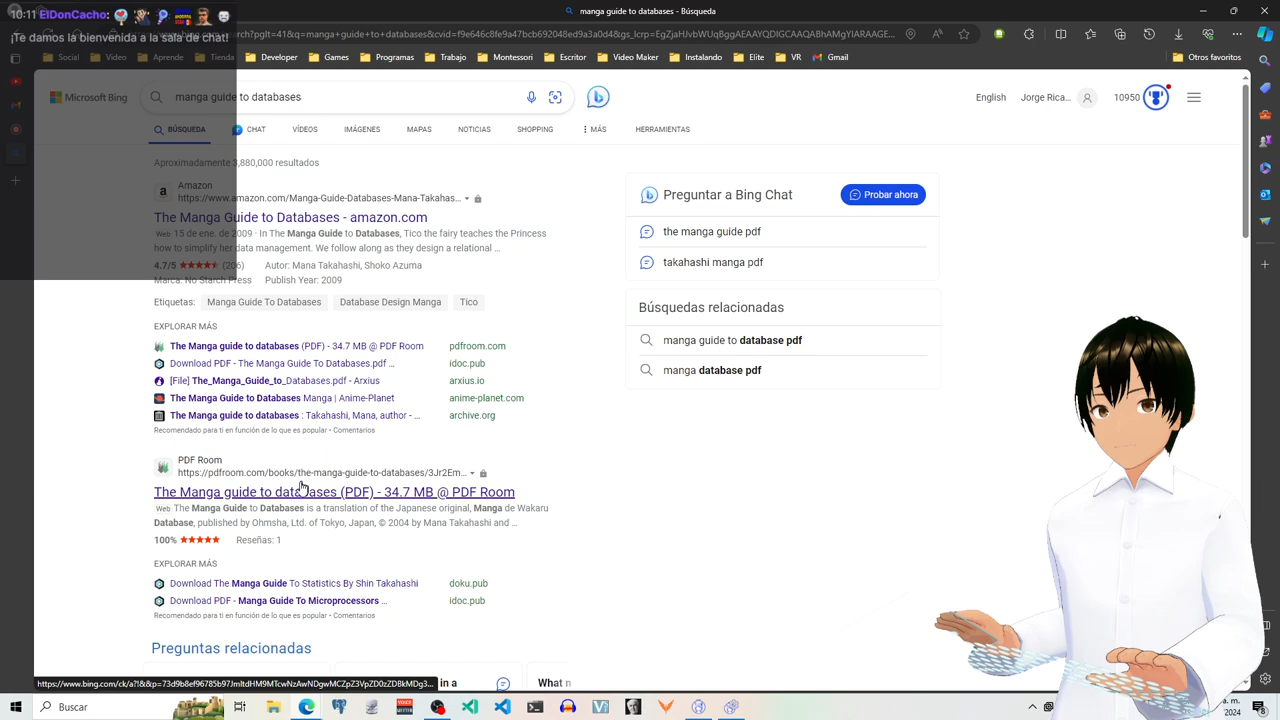 10:11 ElDonCacho:
¡Te damos la bienvenida a la sala de chat!
manga guide to databases - Búsqueda
Social
Video
Aprende
Dinero
Developer
Games
Programas
Trabajo
Montessori
Escritor
Video Maker
Instalando
Elite
VR
Gmail
Otros favoritos
Microsoft Bing
manga guide to databases
English
Jorge Rica...
10950
BÚSQUEDA
CHAT
VÍDEOS
IMÁGENES
MAPAS
NOTICIAS
SHOPPING
MÁS
HERRAMIENTAS
Aproximadamente 3,880,000 resultados
Amazon
https://www.amazon.com/Manga-Guide-Databases-Mana-Takahas...
The Manga Guide to Databases - amazon.com
Web 15 de ene. de 2009 · In The Manga Guide to Databases, Tico the fairy teaches the Princess
how to simplify her data management. We follow along as they design a relational …
4.7/5 (206) Autor: Mana Takahashi, Shoko Azuma
Marca: No Starch Press Publish Year: 2009
Etiquetas: Manga Guide To Databases Database Design Manga Tico
EXPLORAR MÁS
The Manga guide to databases (PDF) - 34.7 MB @ PDF Room pdfroom.com
Download PDF - The Manga Guide To Databases.pdf … idoc.pub
[File] The_Manga_Guide_to_Databases.pdf - Arxius arxius.io
The Manga Guide to Databases Manga | Anime-Planet anime-planet.com
The Manga guide to databases : Takahashi, Mana, author - … archive.org
Recomendado para ti en función de lo que es popular • Comentarios
PDF Room
https://pdfroom.com/books/the-manga-guide-to-databases/3Jr2Em...
The Manga guide to databases (PDF) - 34.7 MB @ PDF Room
Web The Manga Guide to Databases is a translation of the Japanese original, Manga de Wakaru
Database, published by Ohmsha, Ltd. of Tokyo, Japan, © 2004 by Mana Takahashi and …
100% Reseñas: 1
EXPLORAR MÁS
Download The Manga Guide To Statistics By Shin Takahashi doku.pub
Download PDF - Manga Guide To Microprocessors … idoc.pub
Recomendado para ti en función de lo que es popular • Comentarios
Preguntas relacionadas
in a
What
Preguntar a Bing Chat
Probar ahora
the manga guide pdf
takahashi manga pdf
Búsquedas relacionadas
manga guide to database pdf
manga database pdf
Buscar
2024